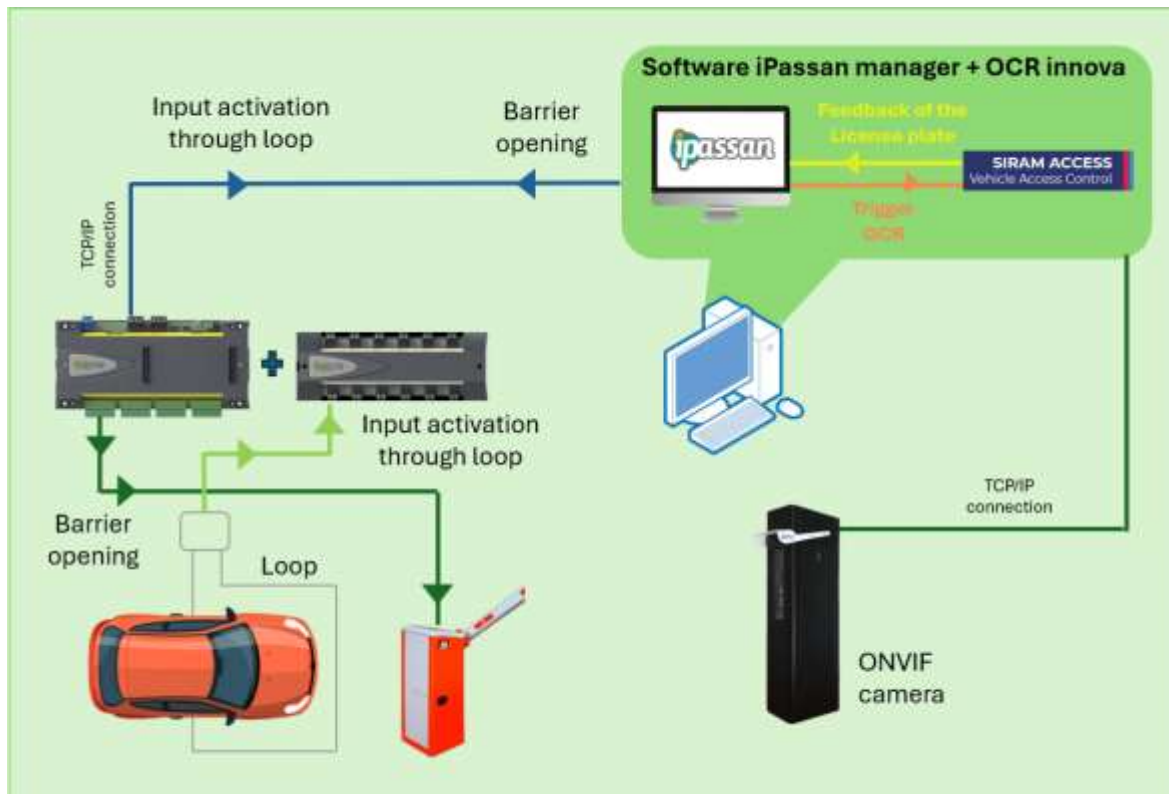 Software iPassan manager + OCR innova
Input activation
through loop
Barrier
opening
Feedback of the
License plate
ipassan
SIRAM ACCESS
Vehicle Access Control
Trigger
OCR
TCP/IP
connection
Input activation
through loop
Barrier
opening
Loop
TCP/IP
connection
ONVIF
camera